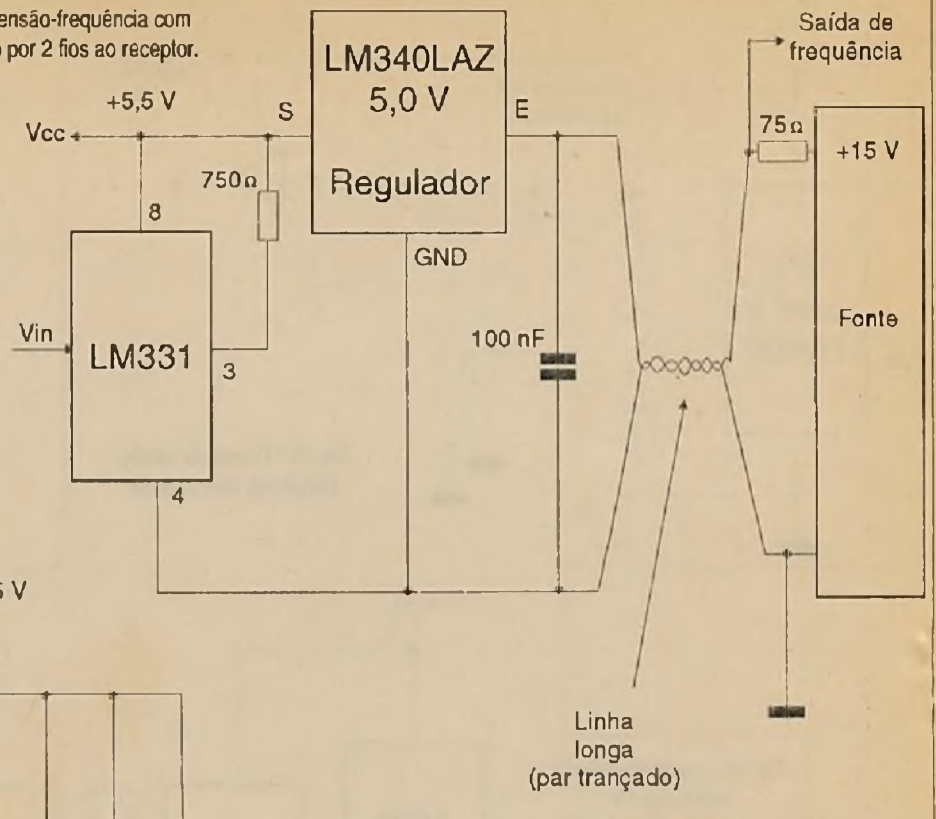 ensão-frequência com
por 2 fios ao receptor.
Saída de
frequência
LM340LAZ
5,0 V
Regulador
S
E
GND
+5,5 V
Vcc
750Ω
8
Vin
LM331
3
4
100 nF
75Ω
+15 V
Fonte
5 V
Linha
longa
(par trançado)